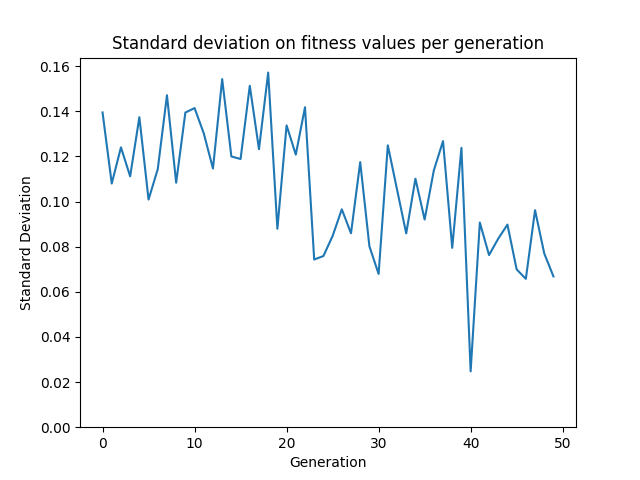 Standard deviation on fitness values per generation
0.16
0.14
0.12
0.10
0.08
0.06
0.04
0.02
0.00
Standard Deviation
0 10 20 30 40 50
Generation